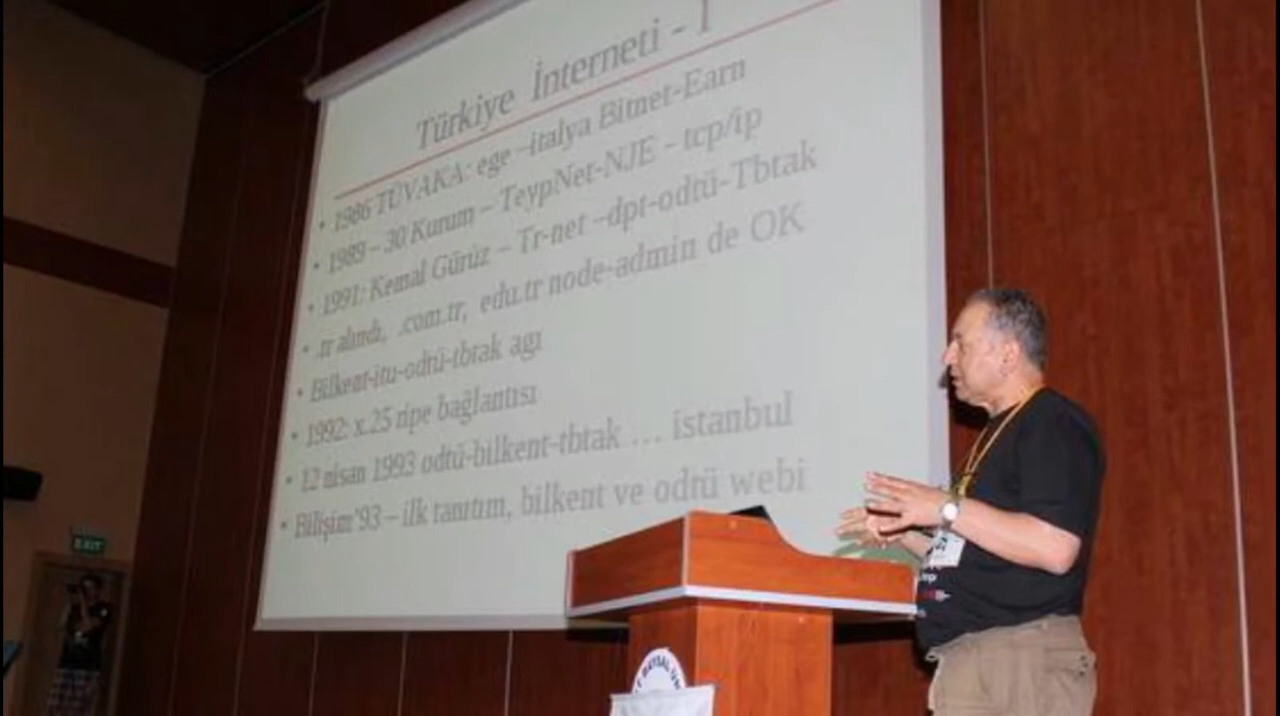 Türkiye İnterneti - I
• 1986 TÜVAKA: ege –italya Bitnet-Earn
• 1989 – 30 Kurum – TeypNet-NJE - tcp/ip
• 1991: Kemal Gürüz – Tr-net –dpt-odtü-Tbtak
• .tr alındı, .com.tr, edu.tr node-admin de OK
• Bilkent-itu-odtü-tbtak agı
• 1992: x.25 ripe bağlantısı
• 12 nisan 1993 odtü-bilkent-tbtak … istanbul
• Bilişim'93 – ilk tanıtım, bilkent ve odtü webi
EXIT
BAYSAL